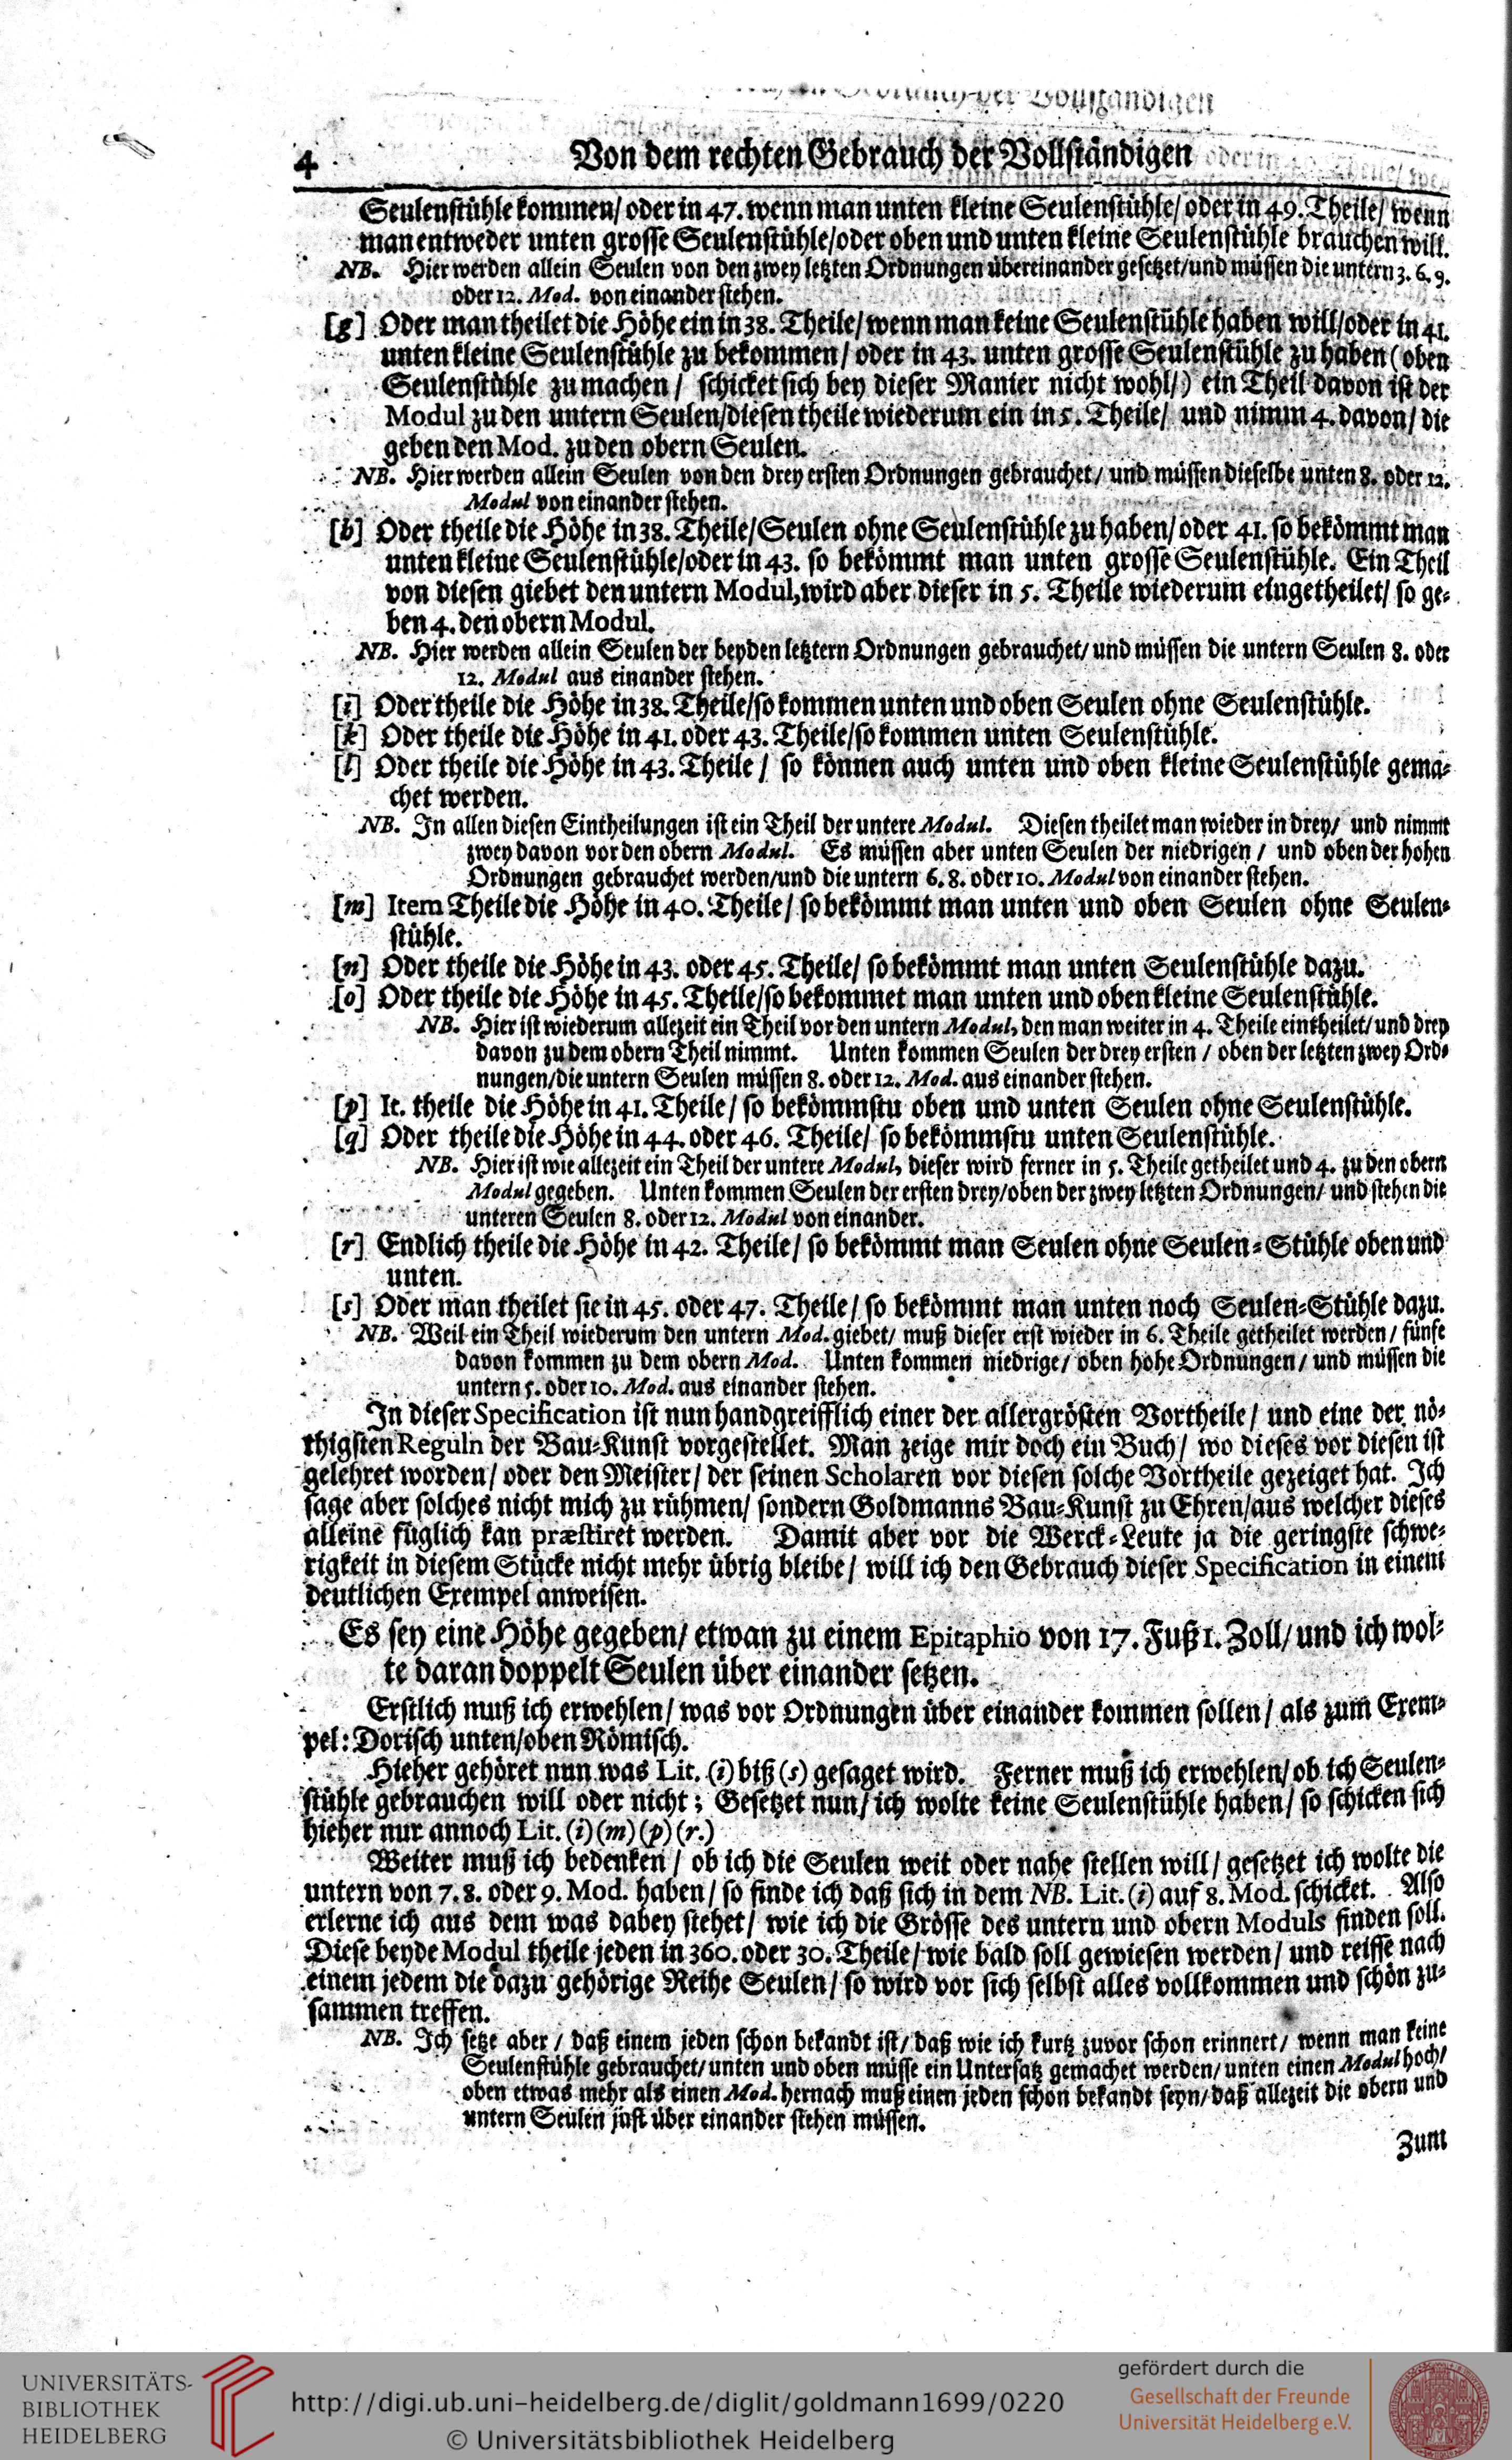 4 Von dem rechten Gebrauch der Vollständigen
Seulenstühle kommen/ oder in 47. wenn man unten kleine Seulenstühle/ oder in 49. Theile/ wenn
man entweder unten grosse Seulenstühle/ oder oben und unten kleine Seulenstühle brauchen will.
NB. Hier werden allein Seulen von den zwey letzten Ordnungen übereinander gesetzet/ und müssen die untern 3. 6. 9.
oder 12. Mod. von einander stehen.
[g] Oder man theilet die Höhe ein in 38. Theile/ wenn man keine Seulenstühle haben will/ oder in 41.
unten kleine Seulenstühle zu bekommen/ oder in 43. unten grosse Seulenstühle zu haben (oben
Seulenstühle zu machen/ schicket sich bey dieser Manier nicht wohl/) ein Theil davon ist der
Modul zu den untern Seulen/ diesen theile wiederum ein in 5. Theile/ und nimm 4. davon/ die
geben den Mod. zu den obern Seulen.
NB. Hier werden allein Seulen von den drey ersten Ordnungen gebrauchet/ und müssen dieselbe unten 8. oder 12.
Modul von einander stehen.
[h] Oder theile die Höhe in 38. Theile/ Seulen ohne Seulenstühle zu haben/ oder 41. so bekömmt man
unten kleine Seulenstühle/ oder in 43. so bekömmt man unten grosse Seulenstühle. Ein Theil
von diesen giebet den untern Modul, wird aber dieser in 5. Theile wiederum eingetheilet/ so ge-
ben 4. den obern Modul.
NB. Hier werden allein Seulen der beyden letztern Ordnungen gebrauchet/ und müssen die untern Seulen 8. oder
12. Modul aus einander stehen.
[i] Oder theile die Höhe in 38. Theile/ so kommen unten und oben Seulen ohne Seulenstühle.
[k] Oder theile die Höhe in 41. oder 43. Theile/ so kommen unten Seulenstühle.
[l] Oder theile die Höhe in 43. Theile/ so können auch unten und oben kleine Seulenstühle gema-
chet werden.
NB. In allen diesen Eintheilungen ist ein Theil der untere Modul. Diesen theilet man wieder in drey/ und nimmt
zwey davon vor den obern Modul. Es müssen aber unten Seulen der niedrigen/ und oben der hohen
Ordnungen gebrauchet werden/ und die untern 6. 8. oder 10. Modul von einander stehen.
[m] Item Theile die Höhe in 40. Theile/ so bekömmt man unten und oben Seulen ohne Seulen-
stühle.
[n] Oder theile die Höhe in 43. oder 45. Theile/ so bekömmt man unten Seulenstühle dazu.
[o] Oder theile die Höhe in 45. Theile/ so bekommet man unten und oben kleine Seulenstühle.
NB. Hier ist wiederum allezeit ein Theil vor den untern Modul, den man weiter in 4. Theile eintheilet/ und drey
davon zu dem obern Theil nimmt. Unten kommen Seulen der drey ersten/ oben der letzten zwey Ord-
nungen/ die untern Seulen müssen 8. oder 12. Mod. aus einander stehen.
[p] It. theile die Höhe in 41. Theile/ so bekömmstu oben und unten Seulen ohne Seulenstühle.
[q] Oder theile die Höhe in 44. oder 46. Theile/ so bekömmstu unten Seulenstühle.
NB. Hier ist wie allezeit ein Theil der untere Modul, dieser wird ferner in 5. Theile getheilet und 4. zu den obern
Modul gegeben. Unten kommen Seulen der ersten drey/ oben der zwey letzten Ordnungen/ und stehen die
unteren Seulen 8. oder 12. Modul von einander.
[r] Endlich theile die Höhe in 42. Theile/ so bekömmt man Seulen ohne Seulen-Stühle oben und
unten.
[s] Oder man theilet sie in 45. oder 47. Theile/ so bekömmt man unten noch Seulen-Stühle dazu.
NB. Weil ein Theil wiederum den untern Mod. giebet/ muß dieser erst wieder in 6. Theile getheilet werden/ fünfe
davon kommen zu dem obern Mod. Unten kommen niedrige/ oben hohe Ordnungen/ und müssen die
untern 5. oder 10. Mod. aus einander stehen.
In dieser Specification ist nun handgreifflich einer der allergrösten Vortheile/ und eine der nö-
thigsten Reguln der Bau-Kunst vorgestellet. Man zeige mir doch ein Buch/ wo dieses vor diesen ist
gelehret worden/ oder den Meister/ der seinen Scholaren vor diesen solche Vortheile gezeiget hat. Ich
sage aber solches nicht mich zu rühmen/ sondern Goldmanns Bau-Kunst zu Ehren/ aus welcher dieses
alleine füglich kan præstiret werden. Damit aber vor die Werck-Leute ja die geringste schwe-
rigkeit in diesem Stücke nicht mehr übrig bleibe/ will ich den Gebrauch dieser Specification in einem
deutlichen Exempel anweisen.
Es sey eine Höhe gegeben/ etwan zu einem Epitaphio von 17. Fuß 1. Zoll/ und ich wol-
te daran doppelt Seulen über einander setzen.
Erstlich muß ich erwehlen/ was vor Ordnungen über einander kommen sollen/ als zum Exem-
pel: Dorisch unten/ oben Römisch.
Hieher gehöret nun was Lit. (i) biß (s) gesaget wird. Ferner muß ich erwehlen/ ob ich Seulen-
stühle gebrauchen will oder nicht; Gesetzet nun/ ich wolte keine Seulenstühle haben/ so schicken sich
hieher nur annoch Lit. (i) (m) (p) (r.)
Weiter muß ich bedenken/ ob ich die Seulen weit oder nahe stellen will/ gesetzet ich wolte die
untern von 7. 8. oder 9. Mod. haben/ so finde ich daß sich in dem NB. Lit. (i) auf 8. Mod. schicket. Also
erlerne ich aus dem was dabey stehet/ wie ich die Grösse des untern und obern Moduls finden soll.
Diese beyde Modul theile jeden in 360. oder 30. Theile/ wie bald soll gewiesen werden/ und reisse nach
einem jedem die dazu gehörige Reihe Seulen/ so wird vor sich selbst alles vollkommen und schön zu-
sammen treffen.
NB. Ich setze aber/ daß einem jeden schon bekandt ist/ daß wie ich kurtz zuvor schon erinnert/ wenn man keine
Seulenstühle gebrauchet/ unten und oben müsse ein Untersatz gemachet werden/ unten einen Modul hoch/
oben etwas mehr als einen Mod. hernach muß einem jeden schon bekandt seyn/ daß allezeit die obern und
untern Seulen just über einander stehen müssen.
Zum
UNIVERSITÄTS-
BIBLIOTHEK
HEIDELBERG
http://digi.ub.uni-heidelberg.de/diglit/goldmann1699/0220
© Universitätsbibliothek Heidelberg
gefördert durch die
Gesellschaft der Freunde
Universität Heidelberg e.V.